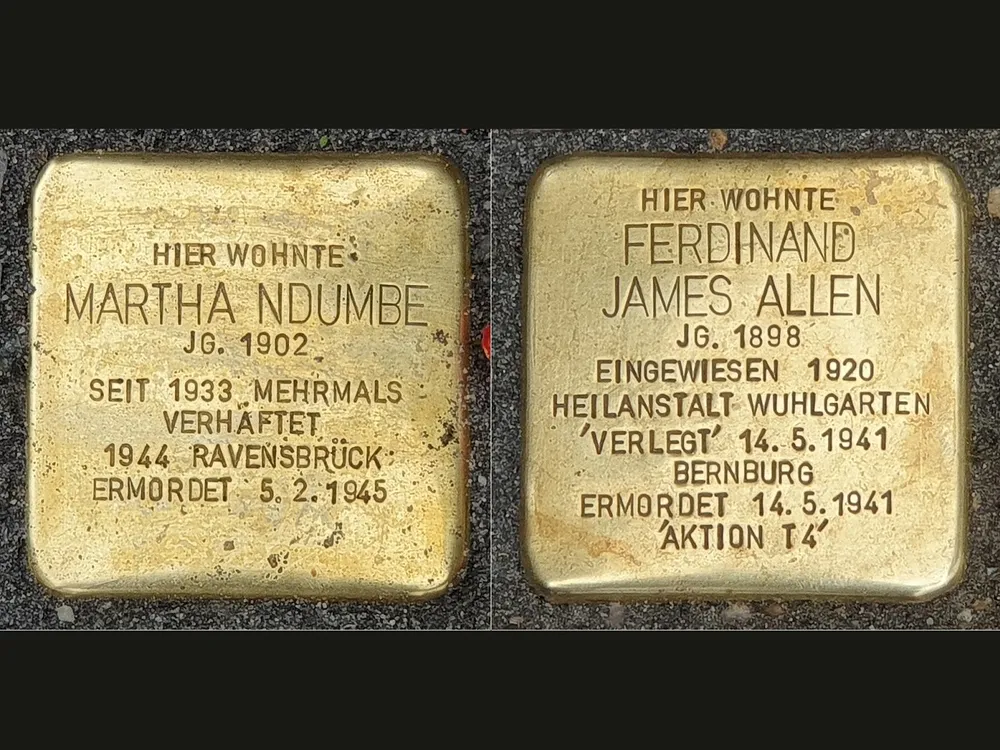 HIER WOHNTE
MARTHA NDUMBE
JG. 1902
SEIT 1933 MEHRMALS
VERHAFTET
1944 RAVENSBRÜCK
ERMORDET 5.2.1945
HIER WOHNTE
FERDINAND
JAMES ALLEN
JG. 1898
EINGEWIESEN 1920
HEILANSTALT WUHLGARTEN
'VERLEGT' 14.5.1941
BERNBURG
ERMORDET 14.5.1941
'AKTION T4'